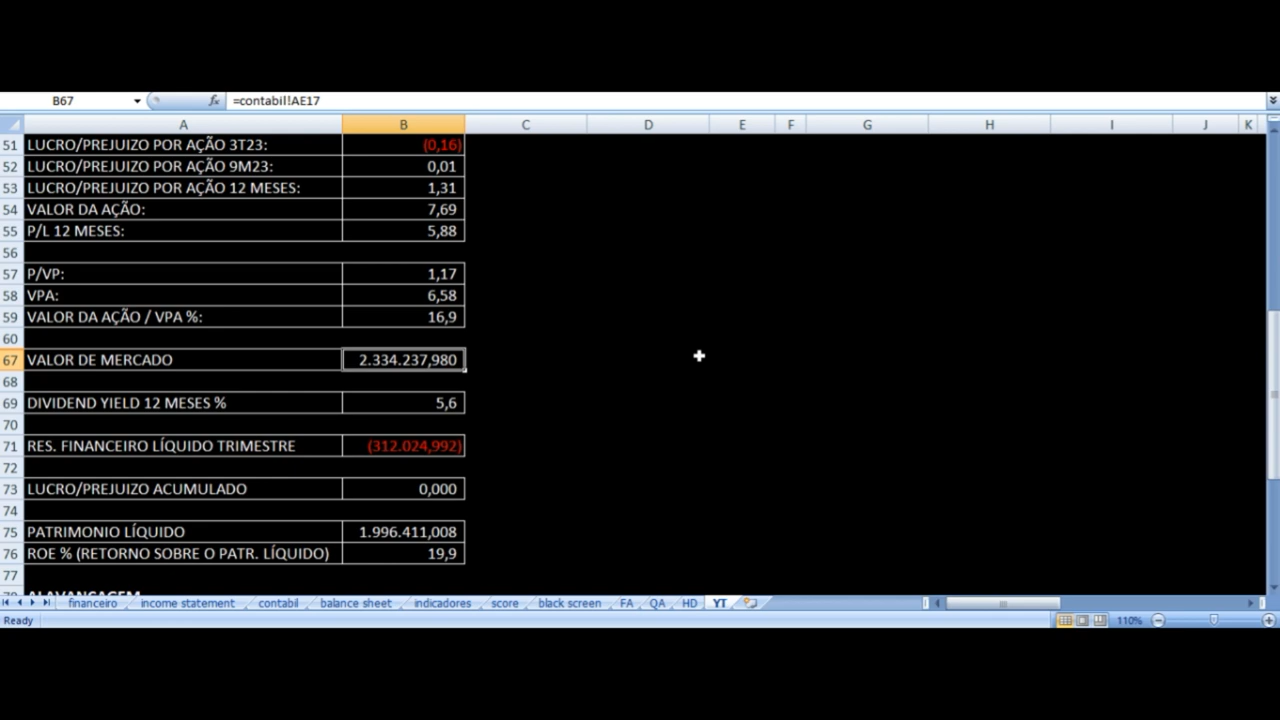 B67 fx =contabil!AE17
A B C D E F G H I J K
51 LUCRO/PREJUIZO POR AÇÃO 3T23: (0,16)
52 LUCRO/PREJUIZO POR AÇÃO 9M23: 0,01
53 LUCRO/PREJUIZO POR AÇÃO 12 MESES: 1,31
54 VALOR DA AÇÃO: 7,69
55 P/L 12 MESES: 5,88
56
57 P/VP: 1,17
58 VPA: 6,58
59 VALOR DA AÇÃO / VPA %: 16,9
60
67 VALOR DE MERCADO 2.334.237,980
68
69 DIVIDEND YIELD 12 MESES % 5,6
70
71 RES. FINANCEIRO LÍQUIDO TRIMESTRE (312.024,992)
72
73 LUCRO/PREJUIZO ACUMULADO 0,000
74
75 PATRIMONIO LÍQUIDO 1.996.411,008
76 ROE % (RETORNO SOBRE O PATR. LÍQUIDO) 19,9
77
78 ALAVANCAGEM
financeiro income statement contabil balance sheet indicadores score black screen FA QA HD YT
Ready 110%